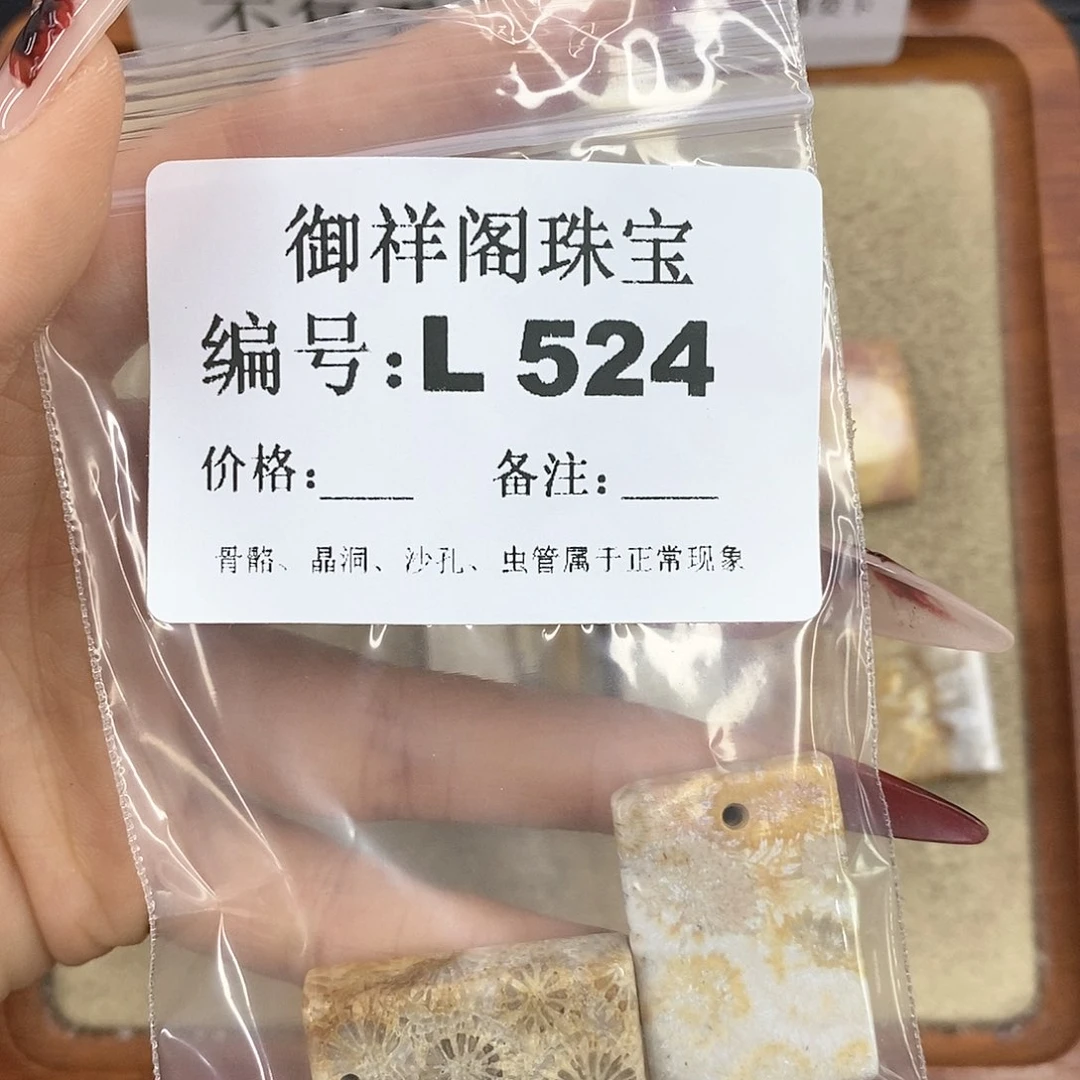 御祥阁珠宝
编号:L 524
价格:____ 备注:____
骨骼、晶洞、沙孔、虫管属于正常现象